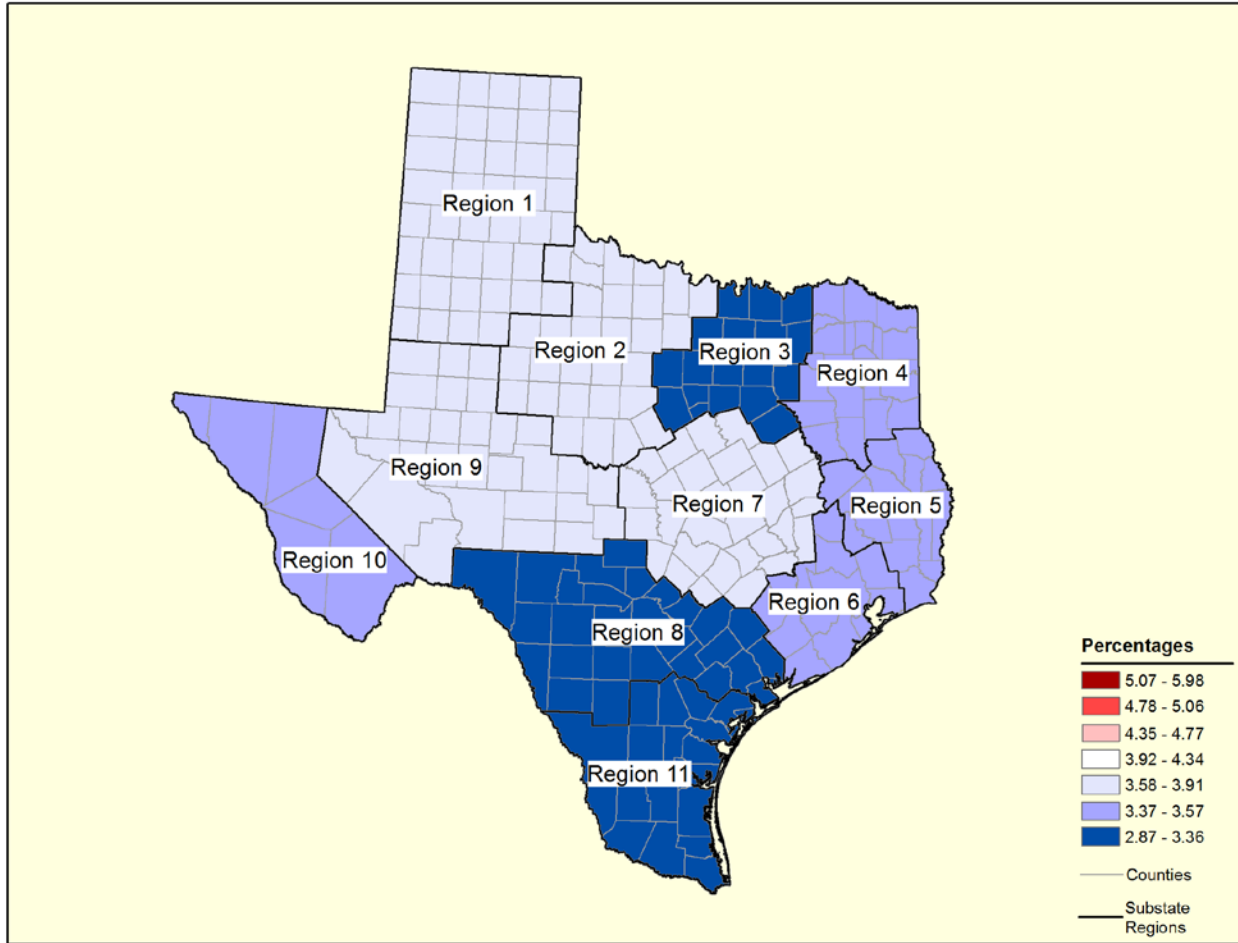 Region 1
Region 2
Region 3
Region 4
Region 9
Region 7
Region 5
Region 10
Region 6
Region 8
Region 11
Percentages
5.07 - 5.98
4.78 - 5.06
4.35 - 4.77
3.92 - 4.34
3.58 - 3.91
3.37 - 3.57
2.87 - 3.36
Counties
Substate
Regions